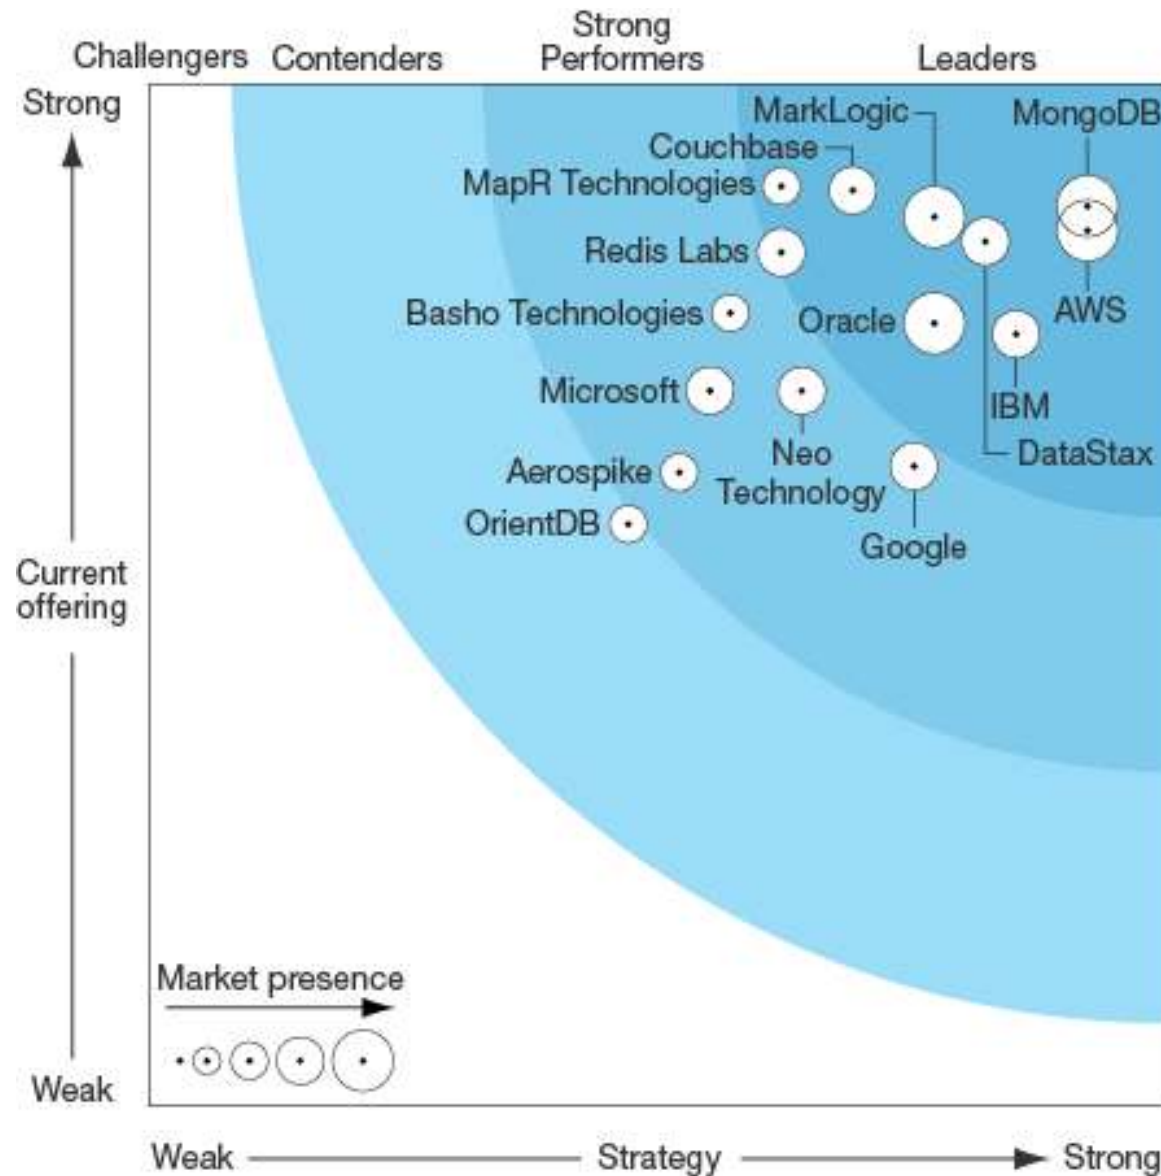 Strong
Performers
Challengers
Contenders
Leaders
Strong
MarkLogic
MongoDB
Couchbase
MapR Technologies
Redis Labs
Basho Technologies
Oracle
AWS
Microsoft
IBM
Neo
Technology
DataStax
Aerospike
OrientDB
Google
Current
offering
Market presence
Weak
Weak
Strategy
Strong